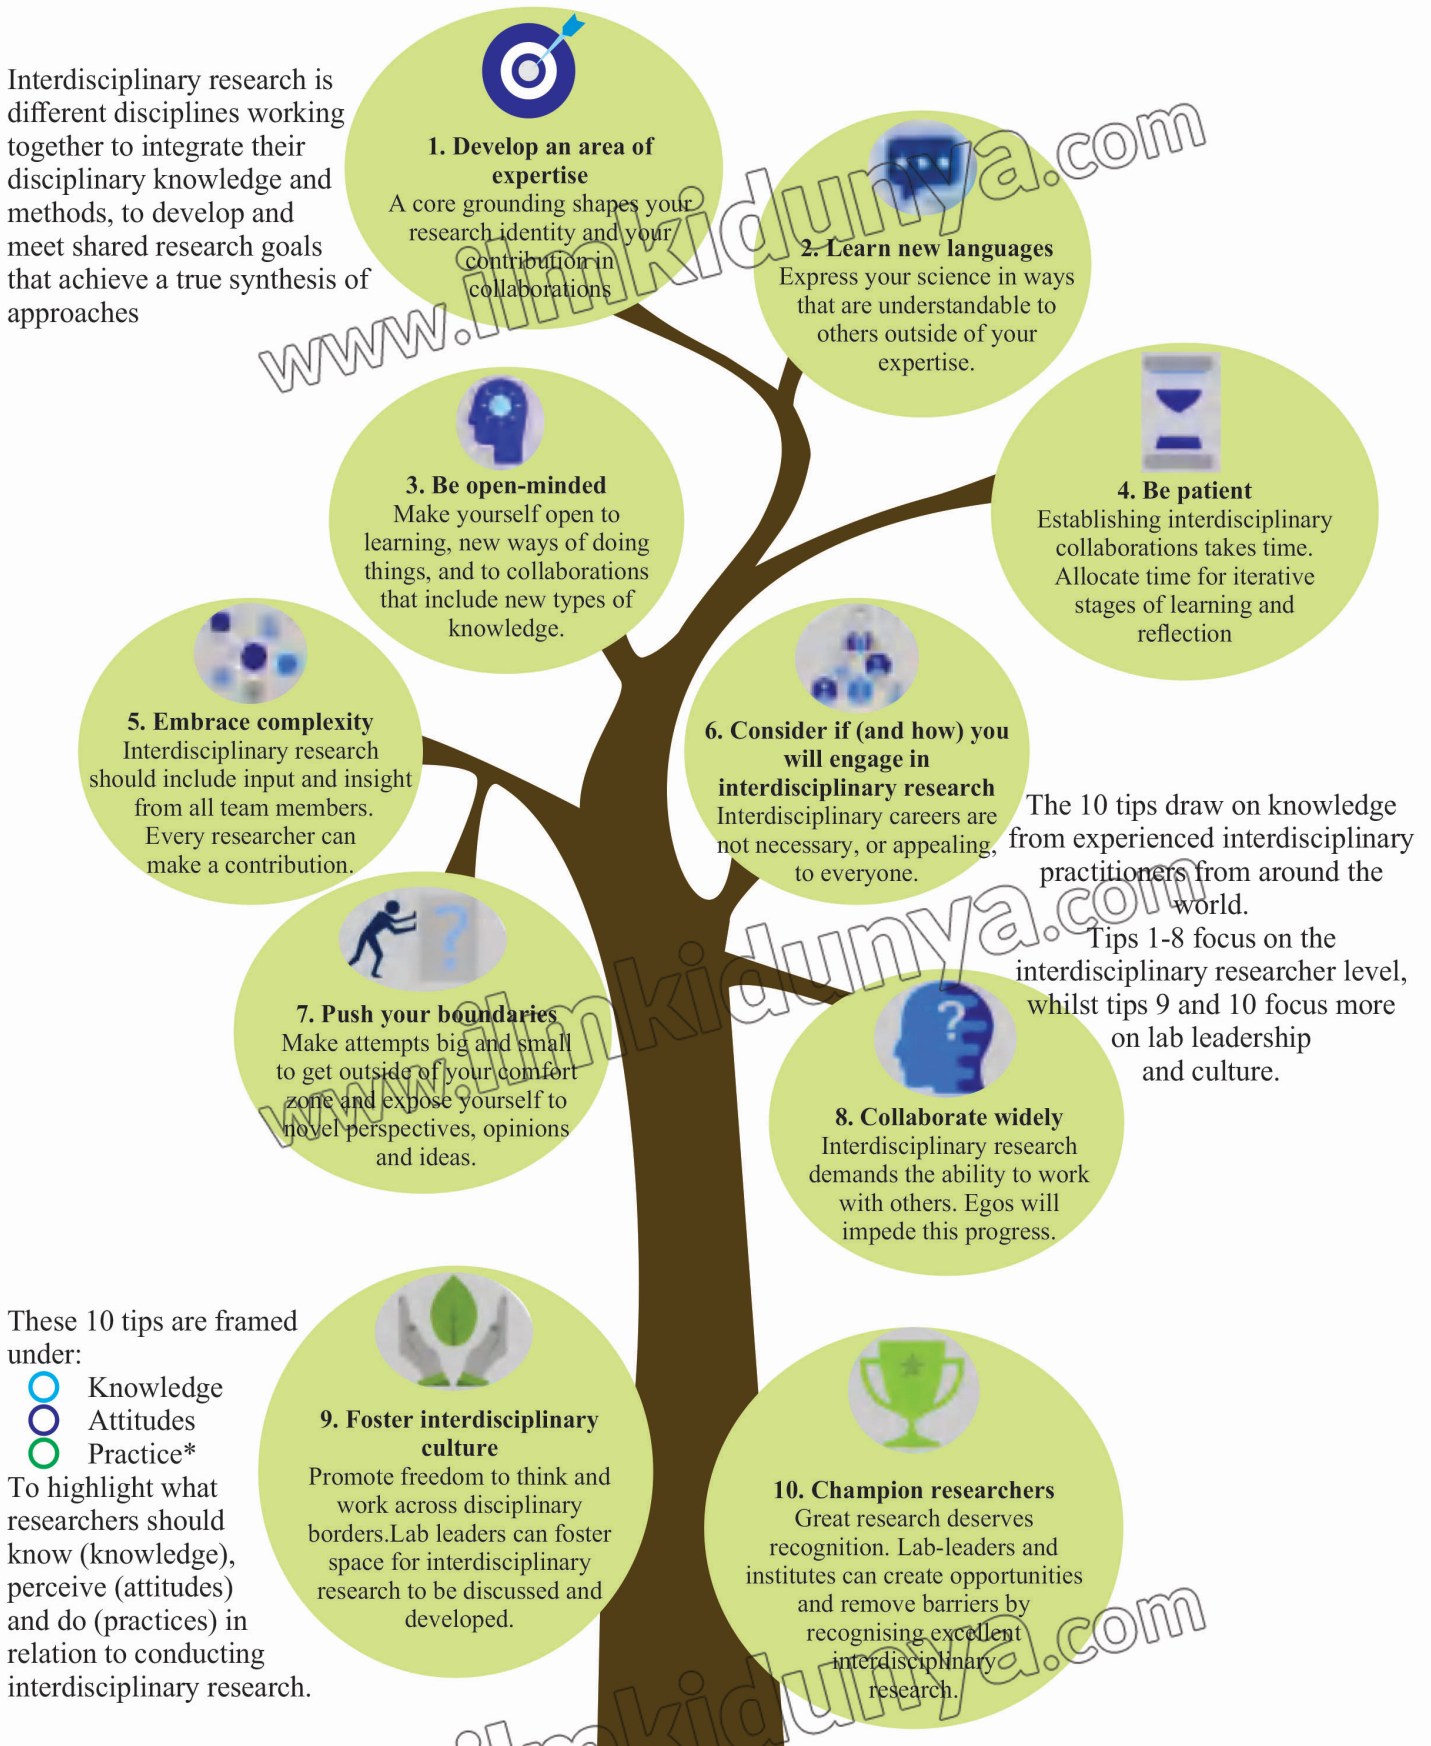 Interdisciplinary research is
different disciplines working
together to integrate their
disciplinary knowledge and
methods, to develop and
meet shared research goals
that achieve a true synthesis of
approaches
1. Develop an area of
expertise
A core grounding shapes your
research identity and your
contribution in
collaborations
2. Learn new languages
Express your science in ways
that are understandable to
others outside of your
expertise.
www.ilmkidunya.com
3. Be open-minded
Make yourself open to
learning, new ways of doing
things, and to collaborations
that include new types of
knowledge.
4. Be patient
Establishing interdisciplinary
collaborations takes time.
Allocate time for iterative
stages of learning and
reflection
5. Embrace complexity
Interdisciplinary research
should include input and insight
from all team members.
Every researcher can
make a contribution.
6. Consider if (and how) you
will engage in
interdisciplinary research
Interdisciplinary careers are
not necessary, or appealing,
to everyone.
The 10 tips draw on knowledge
from experienced interdisciplinary
practitioners from around the
world.
Tips 1-8 focus on the
interdisciplinary researcher level,
whilst tips 9 and 10 focus more
on lab leadership
and culture.
7. Push your boundaries
Make attempts big and small
to get outside of your comfort
zone and expose yourself to
novel perspectives, opinions
and ideas.
www.ilmkidunya.com
?
?
8. Collaborate widely
Interdisciplinary research
demands the ability to work
with others. Egos will
impede this progress.
These 10 tips are framed
under:
Knowledge
Attitudes
Practice*
To highlight what
researchers should
know (knowledge),
perceive (attitudes)
and do (practices) in
relation to conducting
interdisciplinary research.
9. Foster interdisciplinary
culture
Promote freedom to think and
work across disciplinary
borders.Lab leaders can foster
space for interdisciplinary
research to be discussed and
developed.
10. Champion researchers
Great research deserves
recognition. Lab-leaders and
institutes can create opportunities
and remove barriers by
recognising excellent
interdisciplinary
research.
.ilmkidunya.com